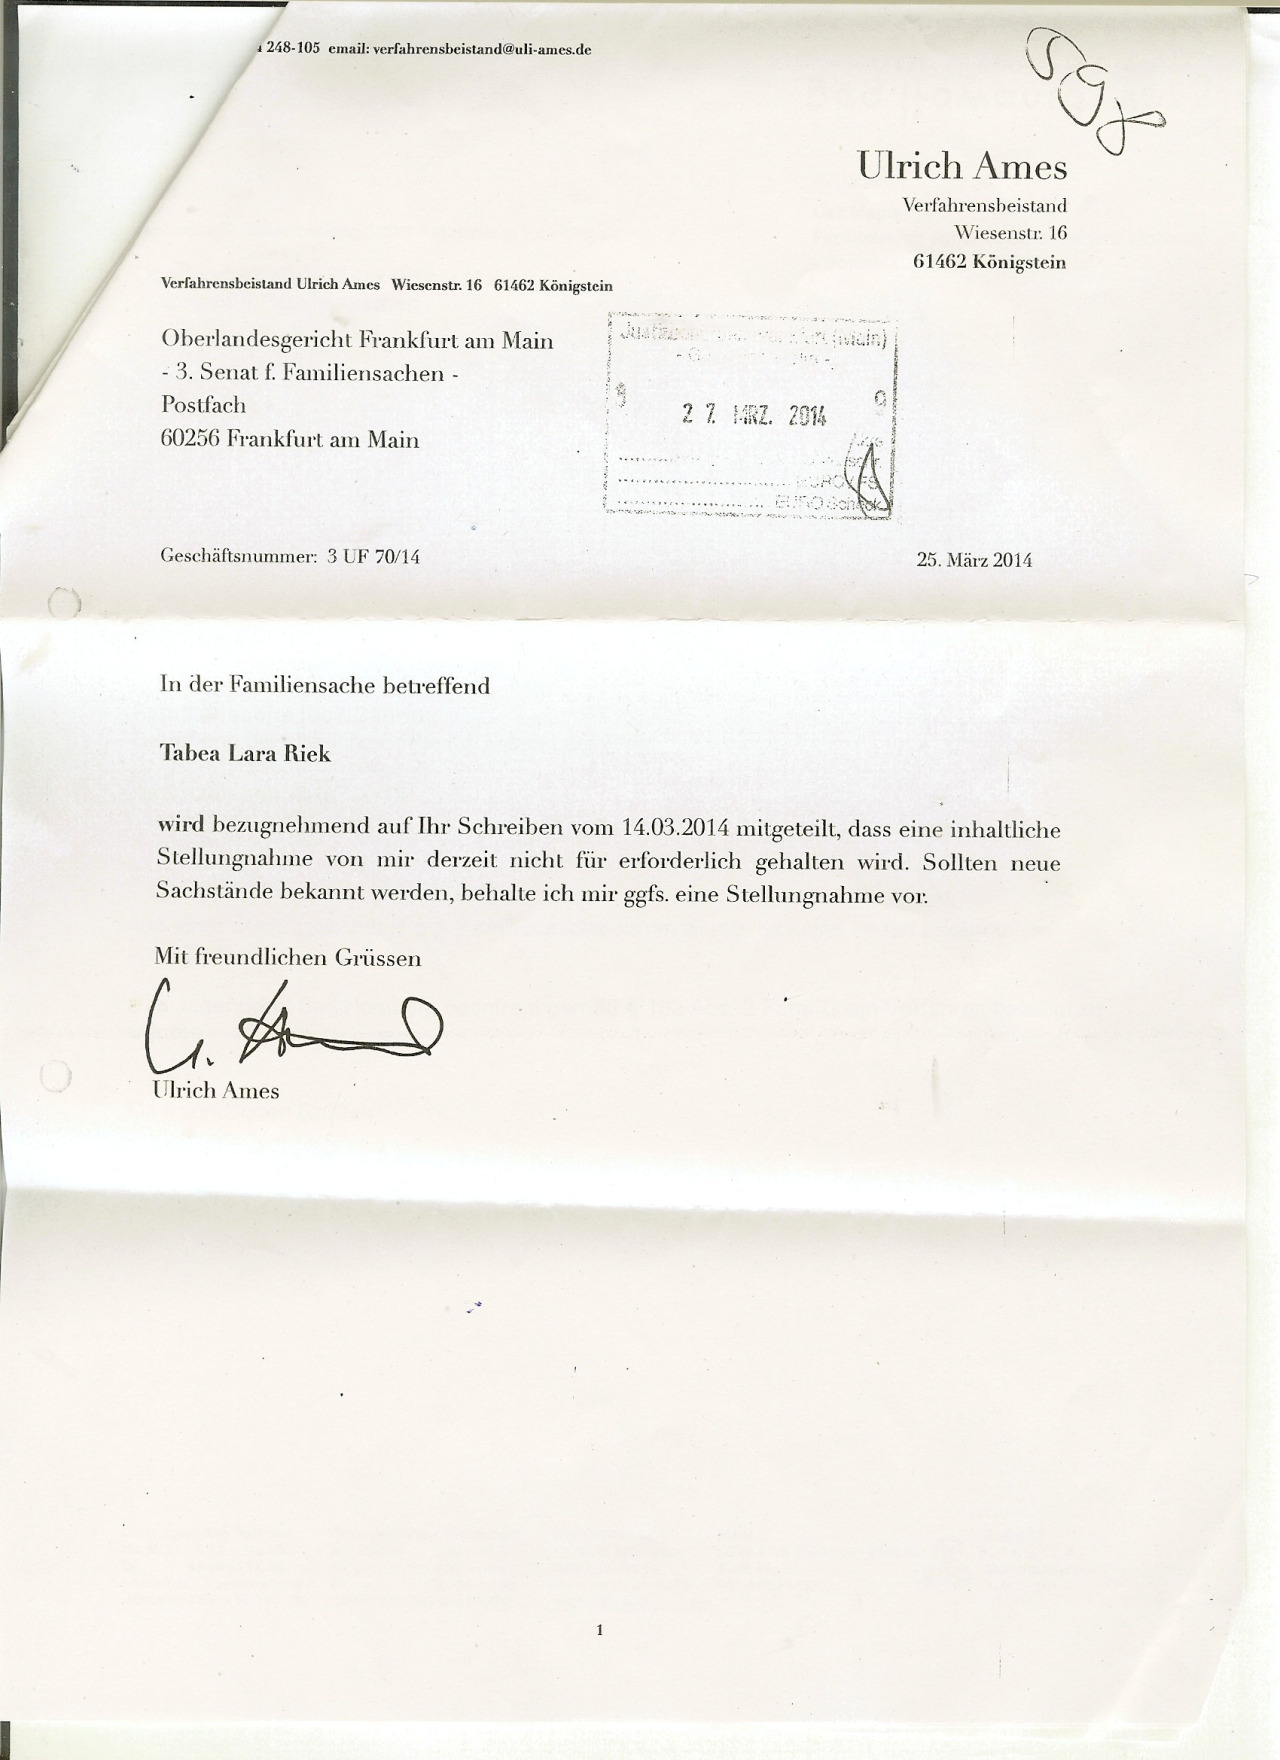 248-105 email: verfahrensbeistand@uli-ames.de
Ulrich Ames
Verfahrensbeistand
Wiesenstr. 16
61462 Königstein
Verfahrensbeistand Ulrich Ames Wiesenstr. 16 61462 Königstein
Oberlandesgericht Frankfurt am Main
- 3. Senat f. Familiensachen -
Postfach
60256 Frankfurt am Main
(Main)
9 9
27. MRZ. 2014
Geschäftsnummer: 3 UF 70/14
25. März 2014
In der Familiensache betreffend
Tabea Lara Riek
wird bezugnehmend auf Ihr Schreiben vom 14.03.2014 mitgeteilt, dass eine inhaltliche
Stellungnahme von mir derzeit nicht für erforderlich gehalten wird. Sollten neue
Sachstände bekannt werden, behalte ich mir ggfs. eine Stellungnahme vor.
Mit freundlichen Grüssen
Ulrich Ames
1